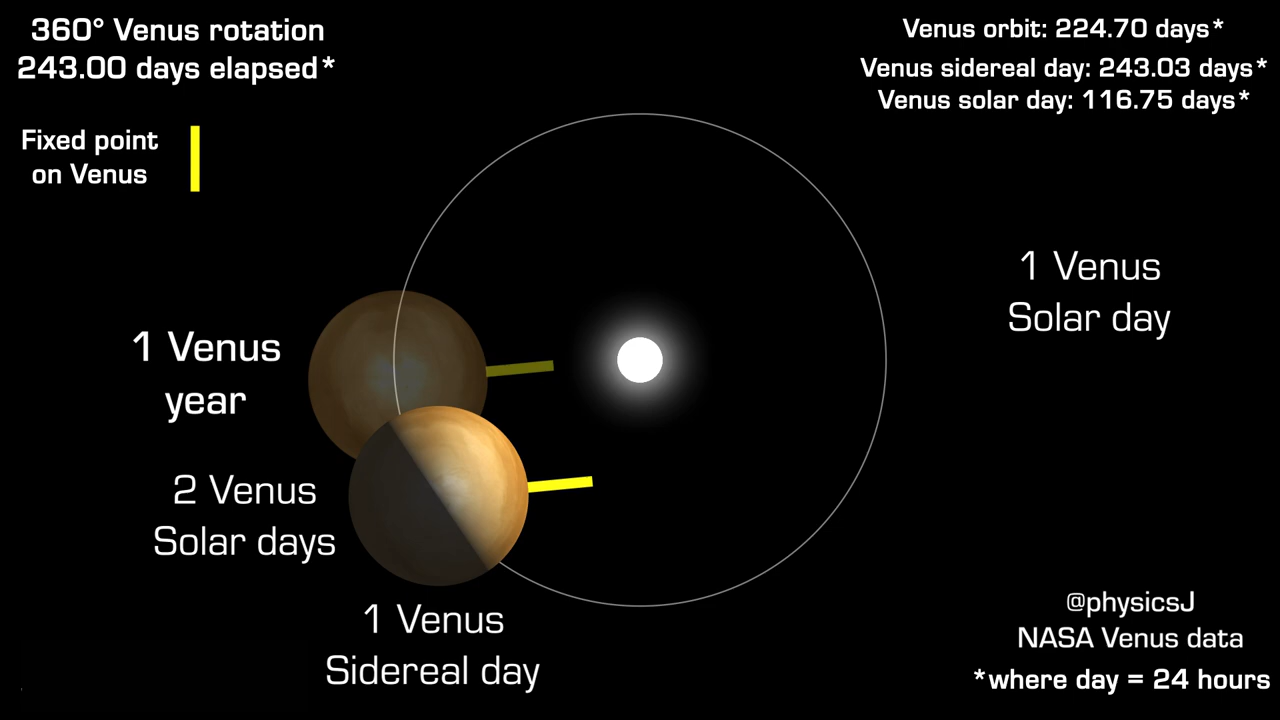 360° Venus rotation
243.00 days elapsed*
Venus orbit: 224.70 days*
Venus sidereal day: 243.03 days*
Venus solar day: 116.75 days*
Fixed point
on Venus
1 Venus
Solar day
1 Venus
year
2 Venus
Solar days
1 Venus
Sidereal day
@physicsJ
NASA Venus data
*where day = 24 hours